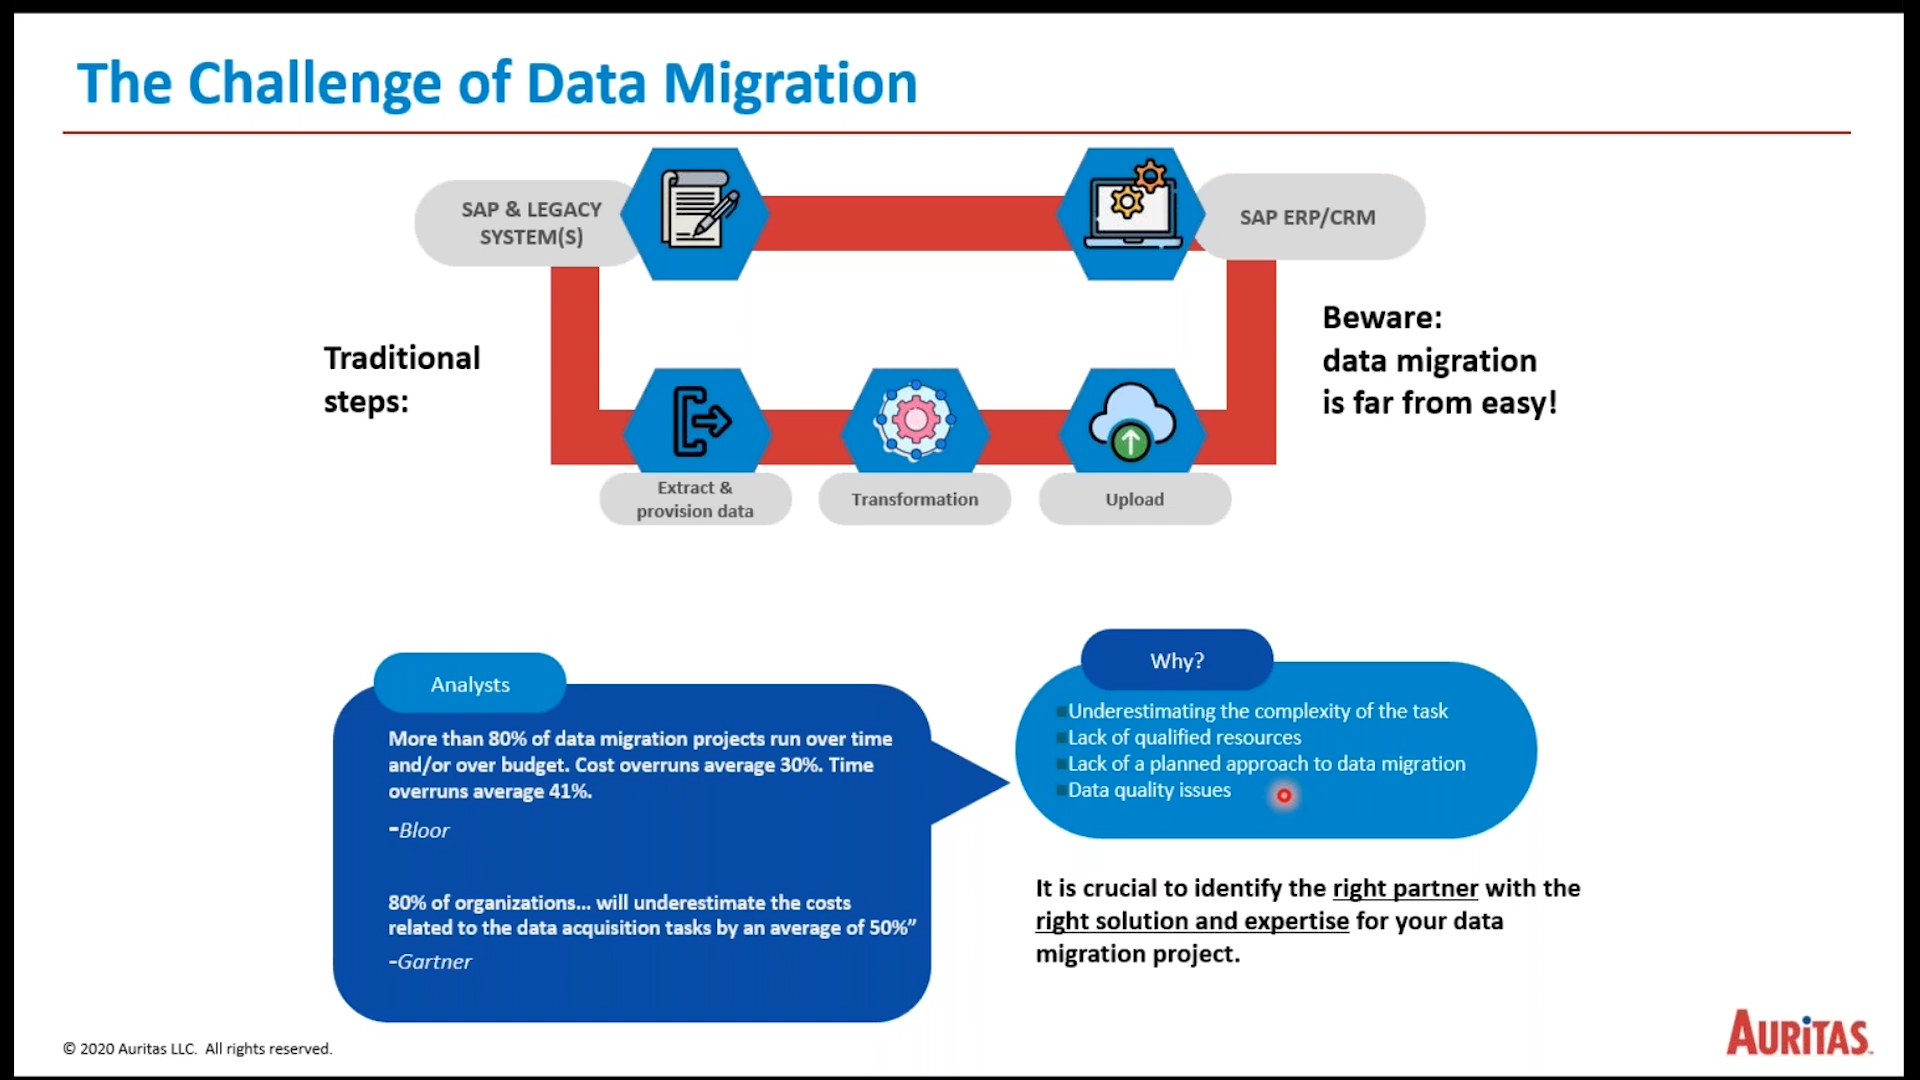 The Challenge of Data Migration
SAP & LEGACY
SYSTEM(S)
SAP ERP/CRM
Traditional
steps:
Beware:
data migration
is far from easy!
Extract &
provision data
Transformation
Upload
Analysts
More than 80% of data migration projects run over time
and/or over budget. Cost overruns average 30%. Time
overruns average 41%.
-Bloor
80% of organizations... will underestimate the costs
related to the data acquisition tasks by an average of 50%”
-Gartner
Why?
Underestimating the complexity of the task
Lack of qualified resources
Lack of a planned approach to data migration
Data quality issues
It is crucial to identify the right partner with the
right solution and expertise for your data
migration project.
© 2020 Auritas LLC. All rights reserved.
AURiTAS